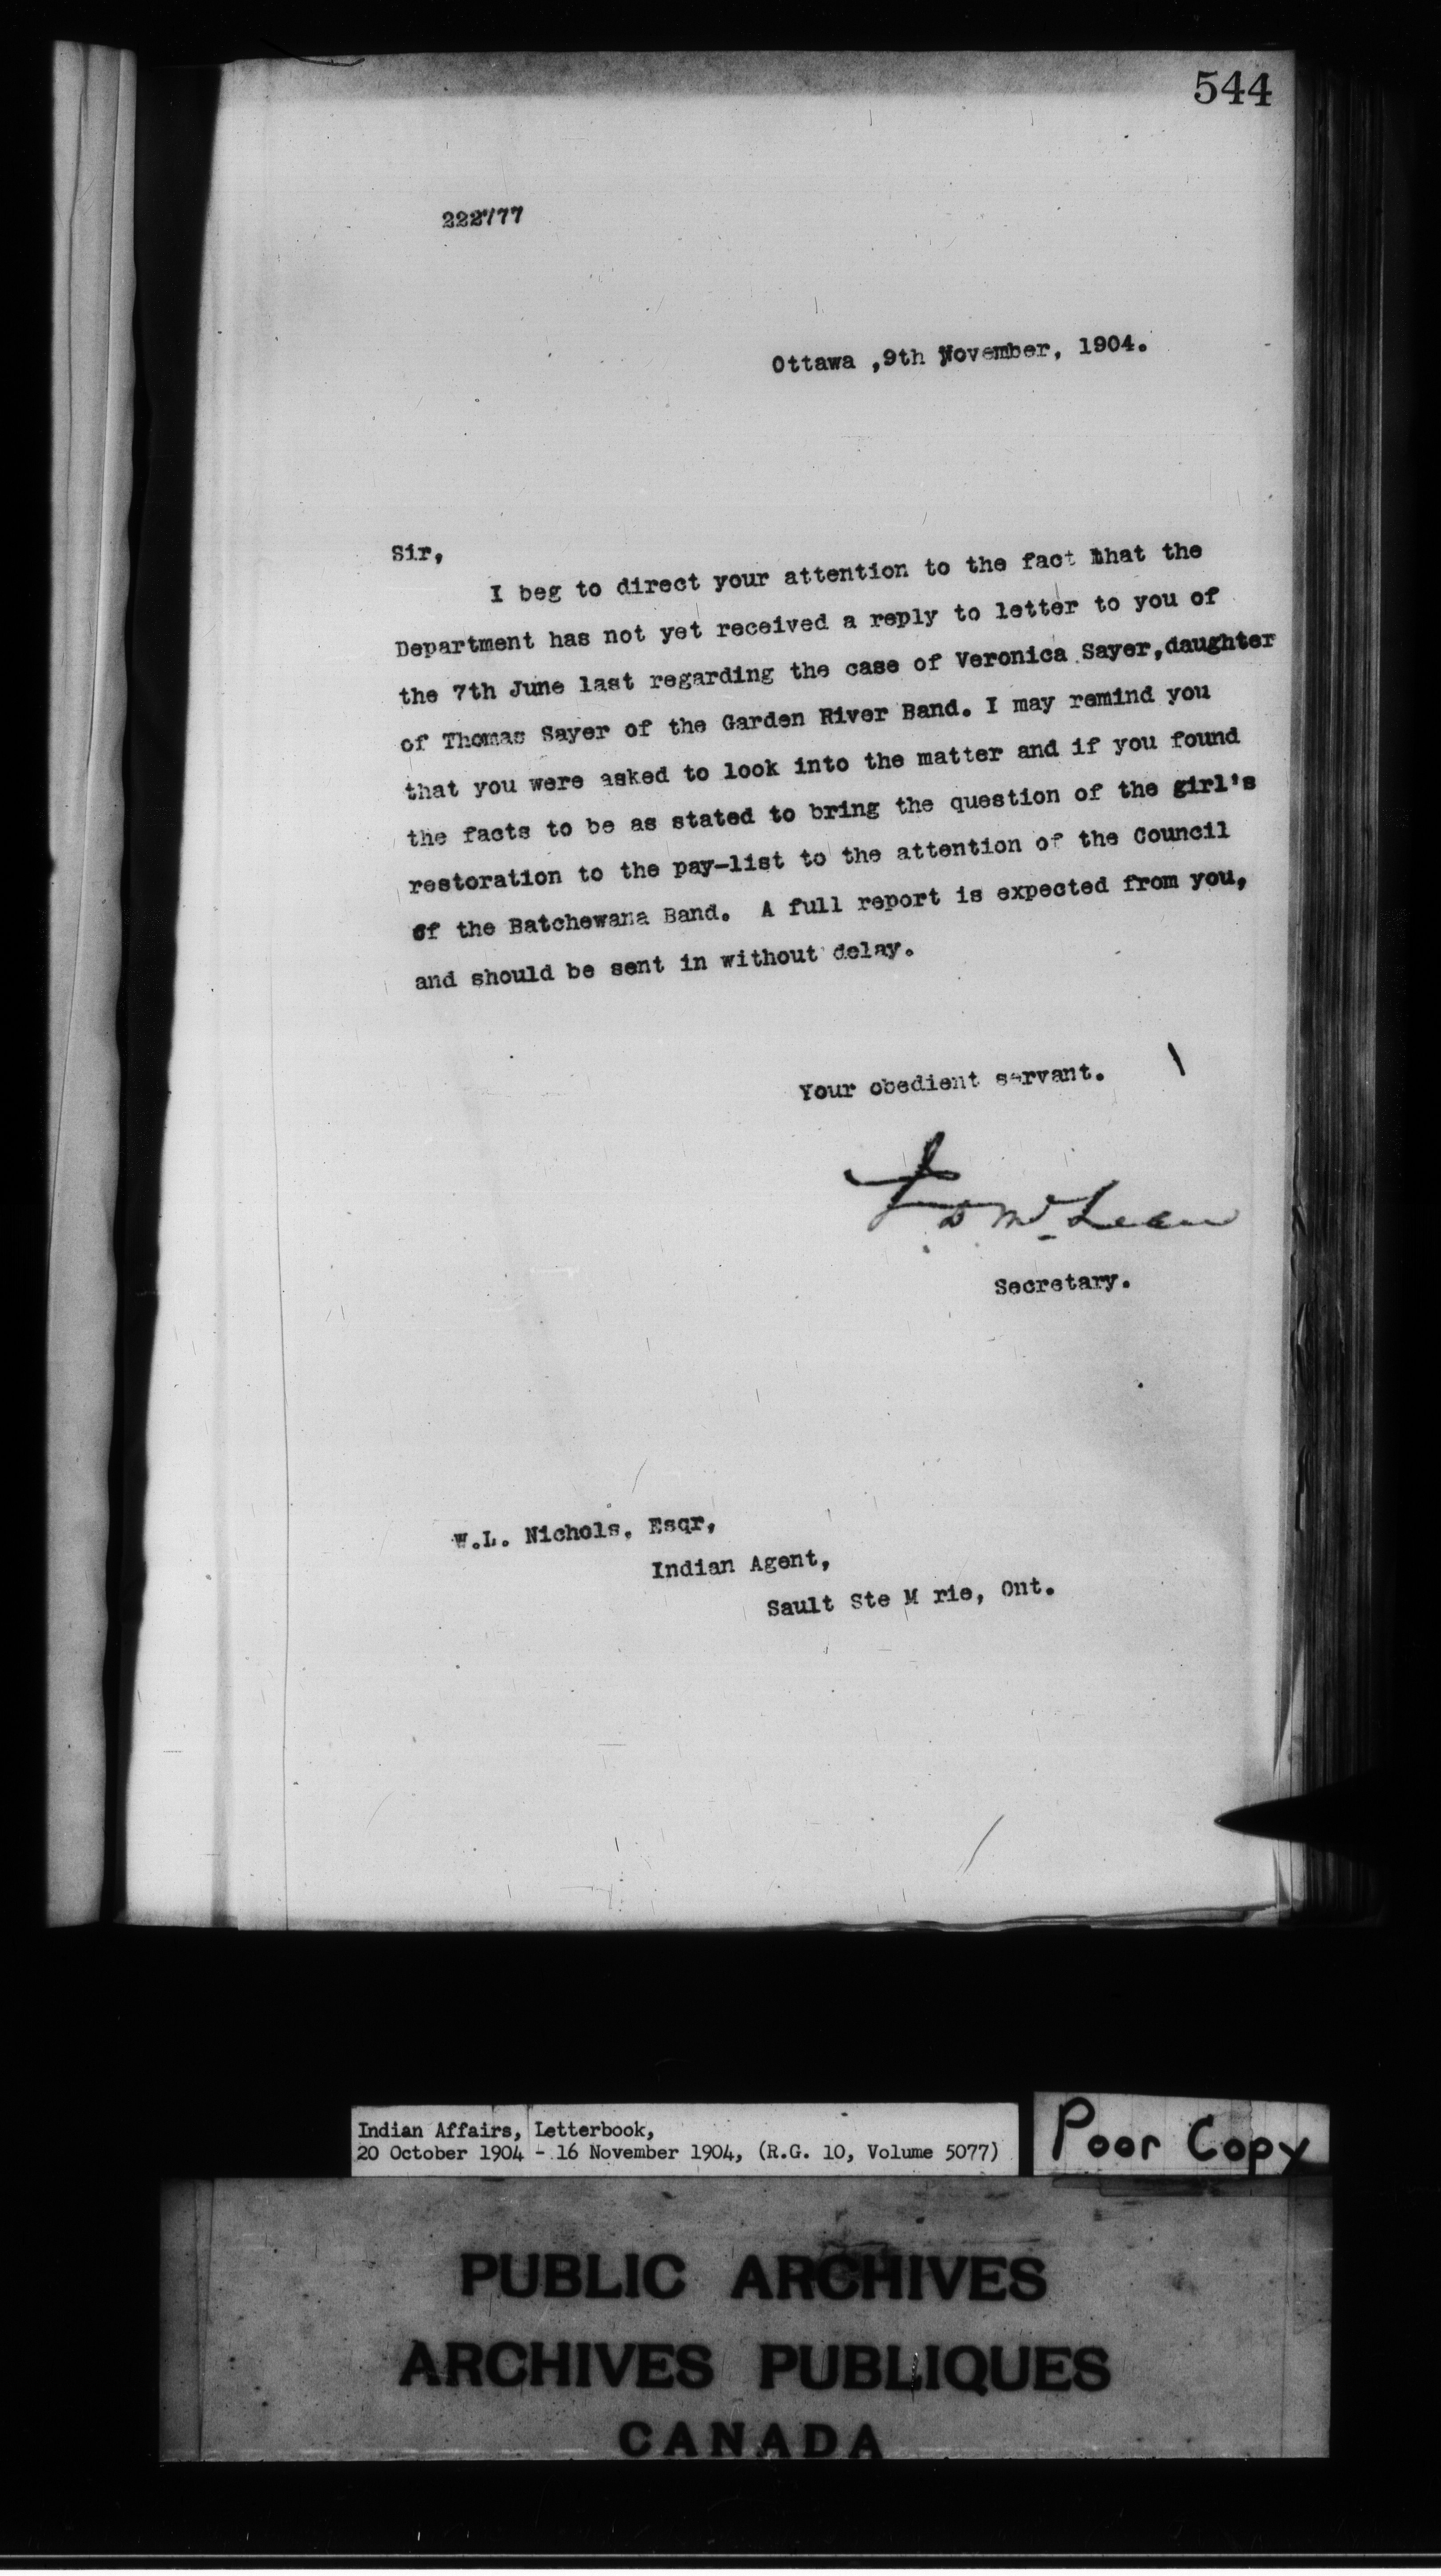 544
222777
Ottawa ,9th November, 1904.
Sir,
I beg to direct your attention to the fact that the
Department has not yet received a reply to letter to you of
the 7th June last regarding the case of Veronica Sayer,daughter
of Thomas Sayer of the Garden River Band. I may remind you
that you were asked to look into the matter and if you found
the facts to be as stated to bring the question of the girl's
restoration to the pay-list to the attention of the Council
of the Batchewana Band. A full report is expected from you,
and should be sent in without delay.
Your obedient servant.
J D McLean
Secretary.
W.L. Nichols, Esqr,
Indian Agent,
Sault Ste M rie, Ont.
Indian Affairs, Letterbook,
20 October 1904 - 16 November 1904, (R.G. 10, Volume 5077)
Poor Copy
PUBLIC ARCHIVES
ARCHIVES PUBLIQUES
CANADA